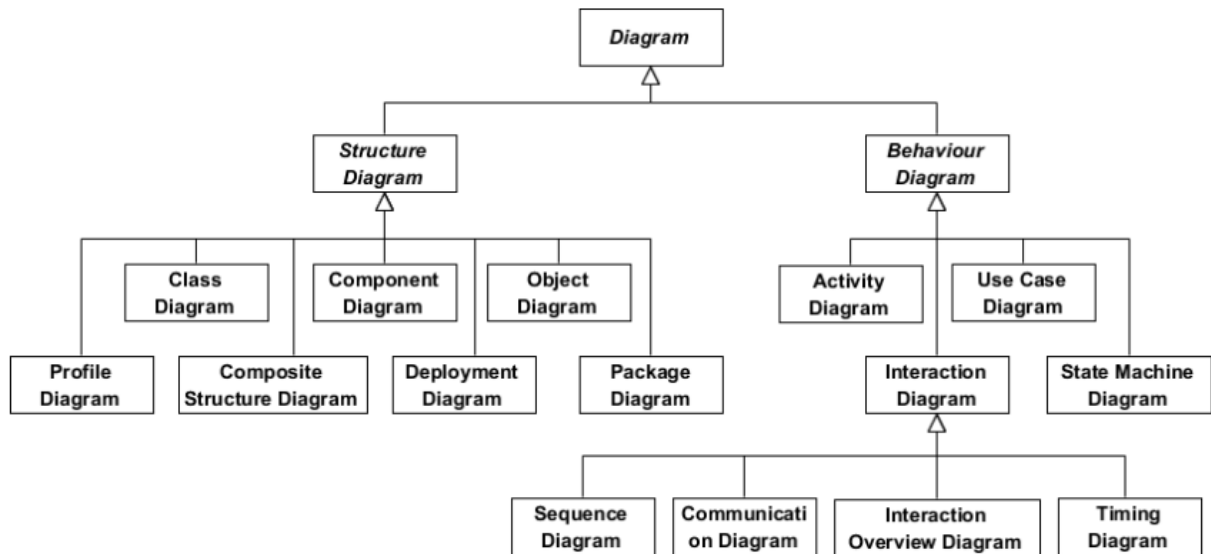 Diagram
Structure
Diagram
Behaviour
Diagram
Class
Diagram
Component
Diagram
Object
Diagram
Activity
Diagram
Use Case
Diagram
Profile
Diagram
Composite
Structure Diagram
Deployment
Diagram
Package
Diagram
Interaction
Diagram
State Machine
Diagram
Sequence
Diagram
Communicati
on Diagram
Interaction
Overview Diagram
Timing
Diagram